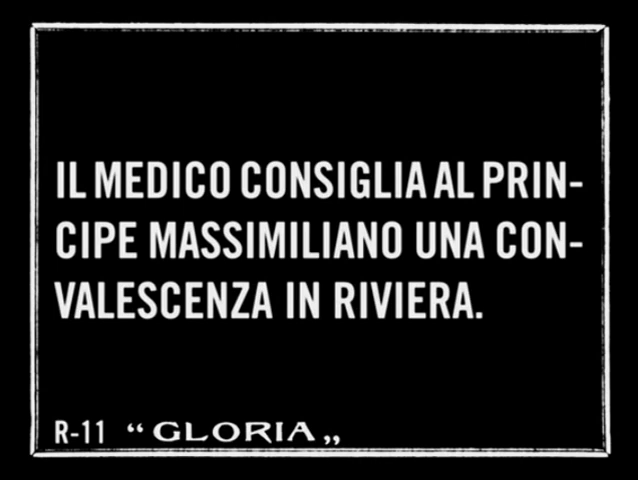 IL MEDICO CONSIGLIA AL PRIN-
CIPE MASSIMILIANO UNA CON-
VALESCENZA IN RIVIERA.
R-11 “GLORIA„